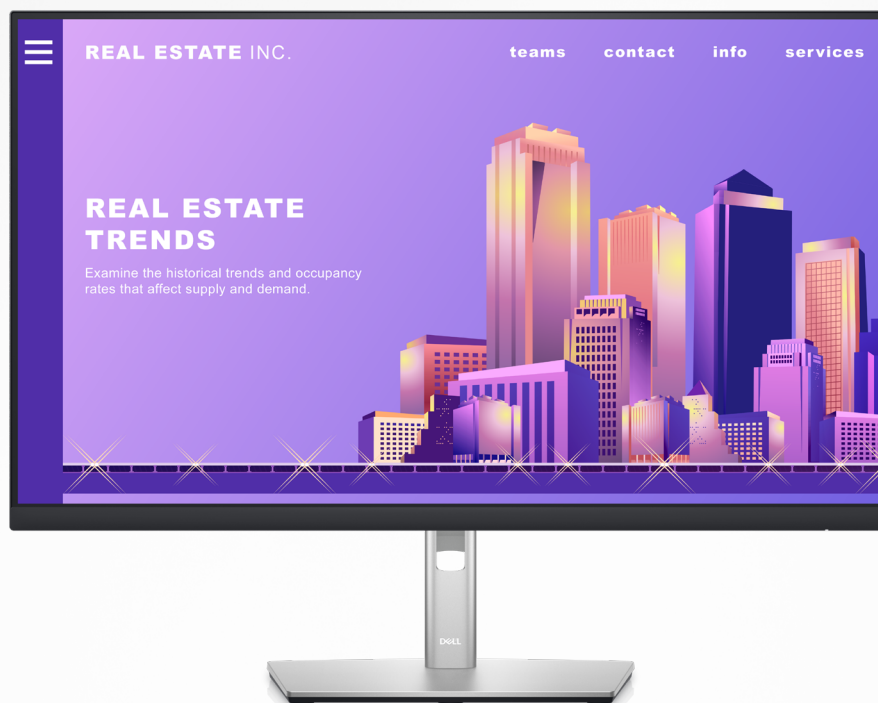 REAL ESTATE INC.
teams contact info services
REAL ESTATE
TRENDS
Examine the historical trends and occupancy
rates that affect supply and demand.
DELL